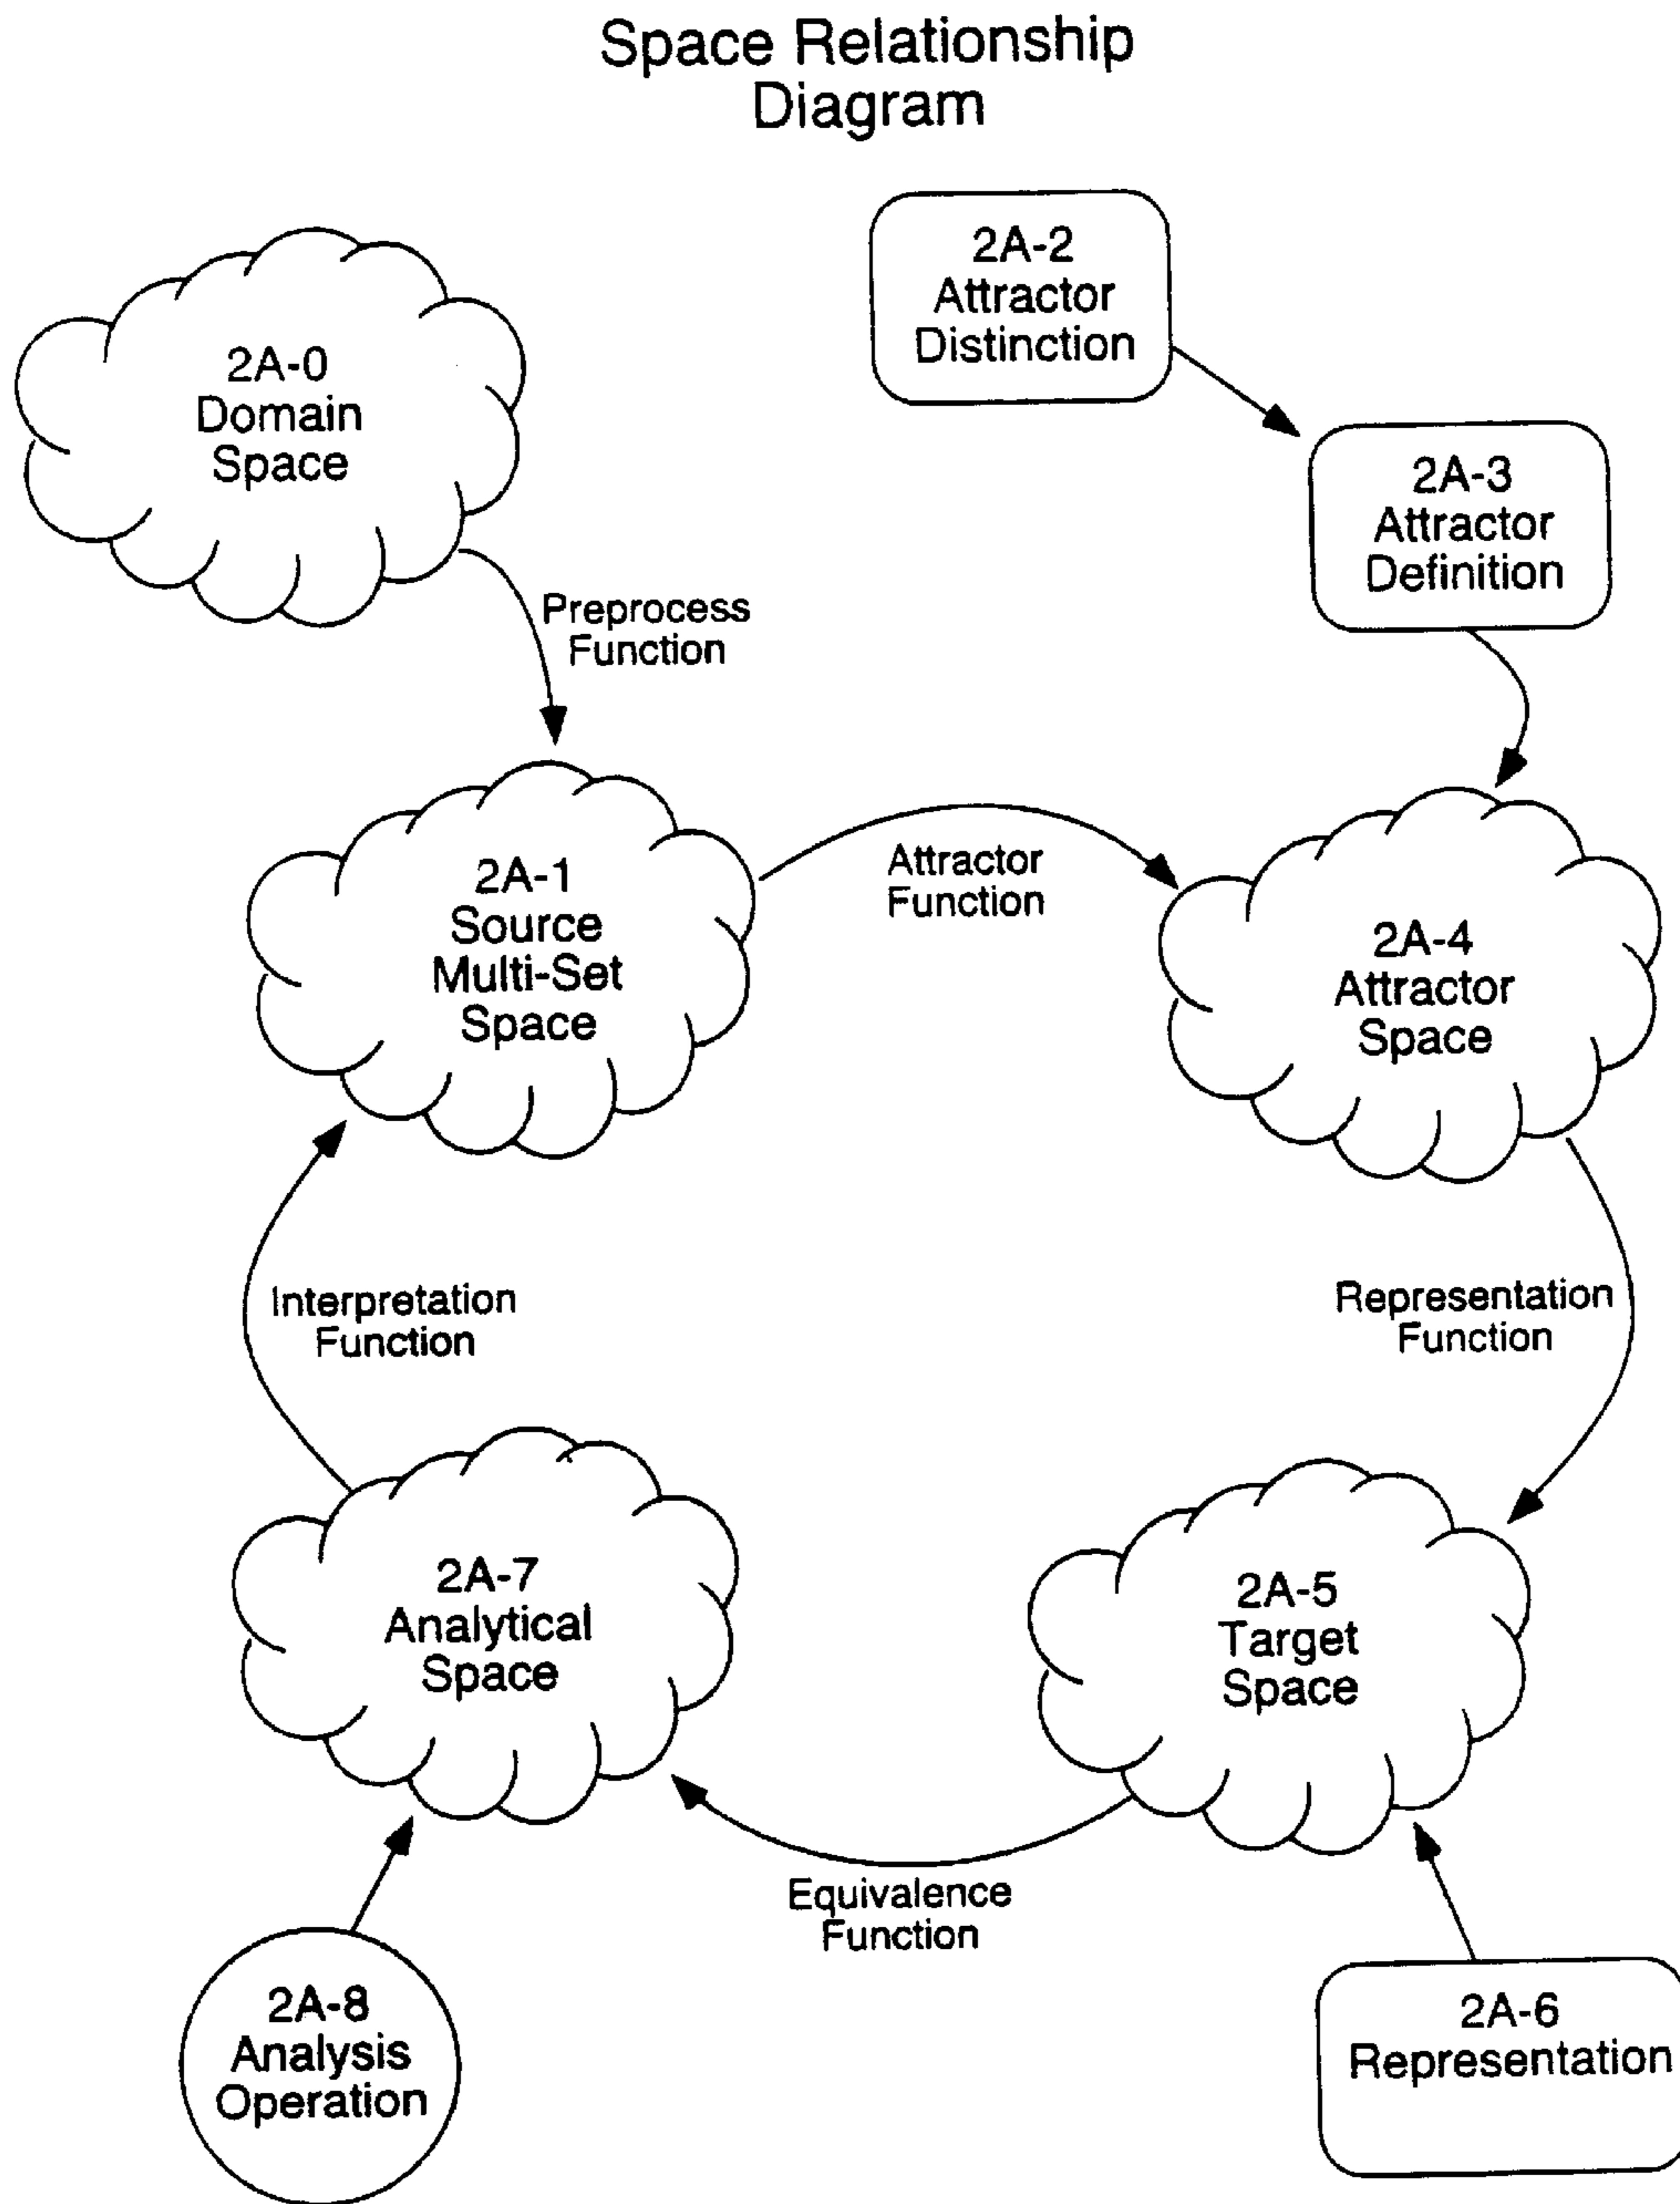 Space Relationship
Diagram
2A-2
Attractor
Distinction
2A-0
Domain
Space
2A-3
Attractor
Definition
Preprocess
Function
2A-1
Source
Multi-Set
Space
Attractor
Function
2A-4
Attractor
Space
Interpretation
Function
Representation
Function
2A-7
Analytical
Space
2A-5
Target
Space
Equivalence
Function
2A-8
Analysis
Operation
2A-6
Representation